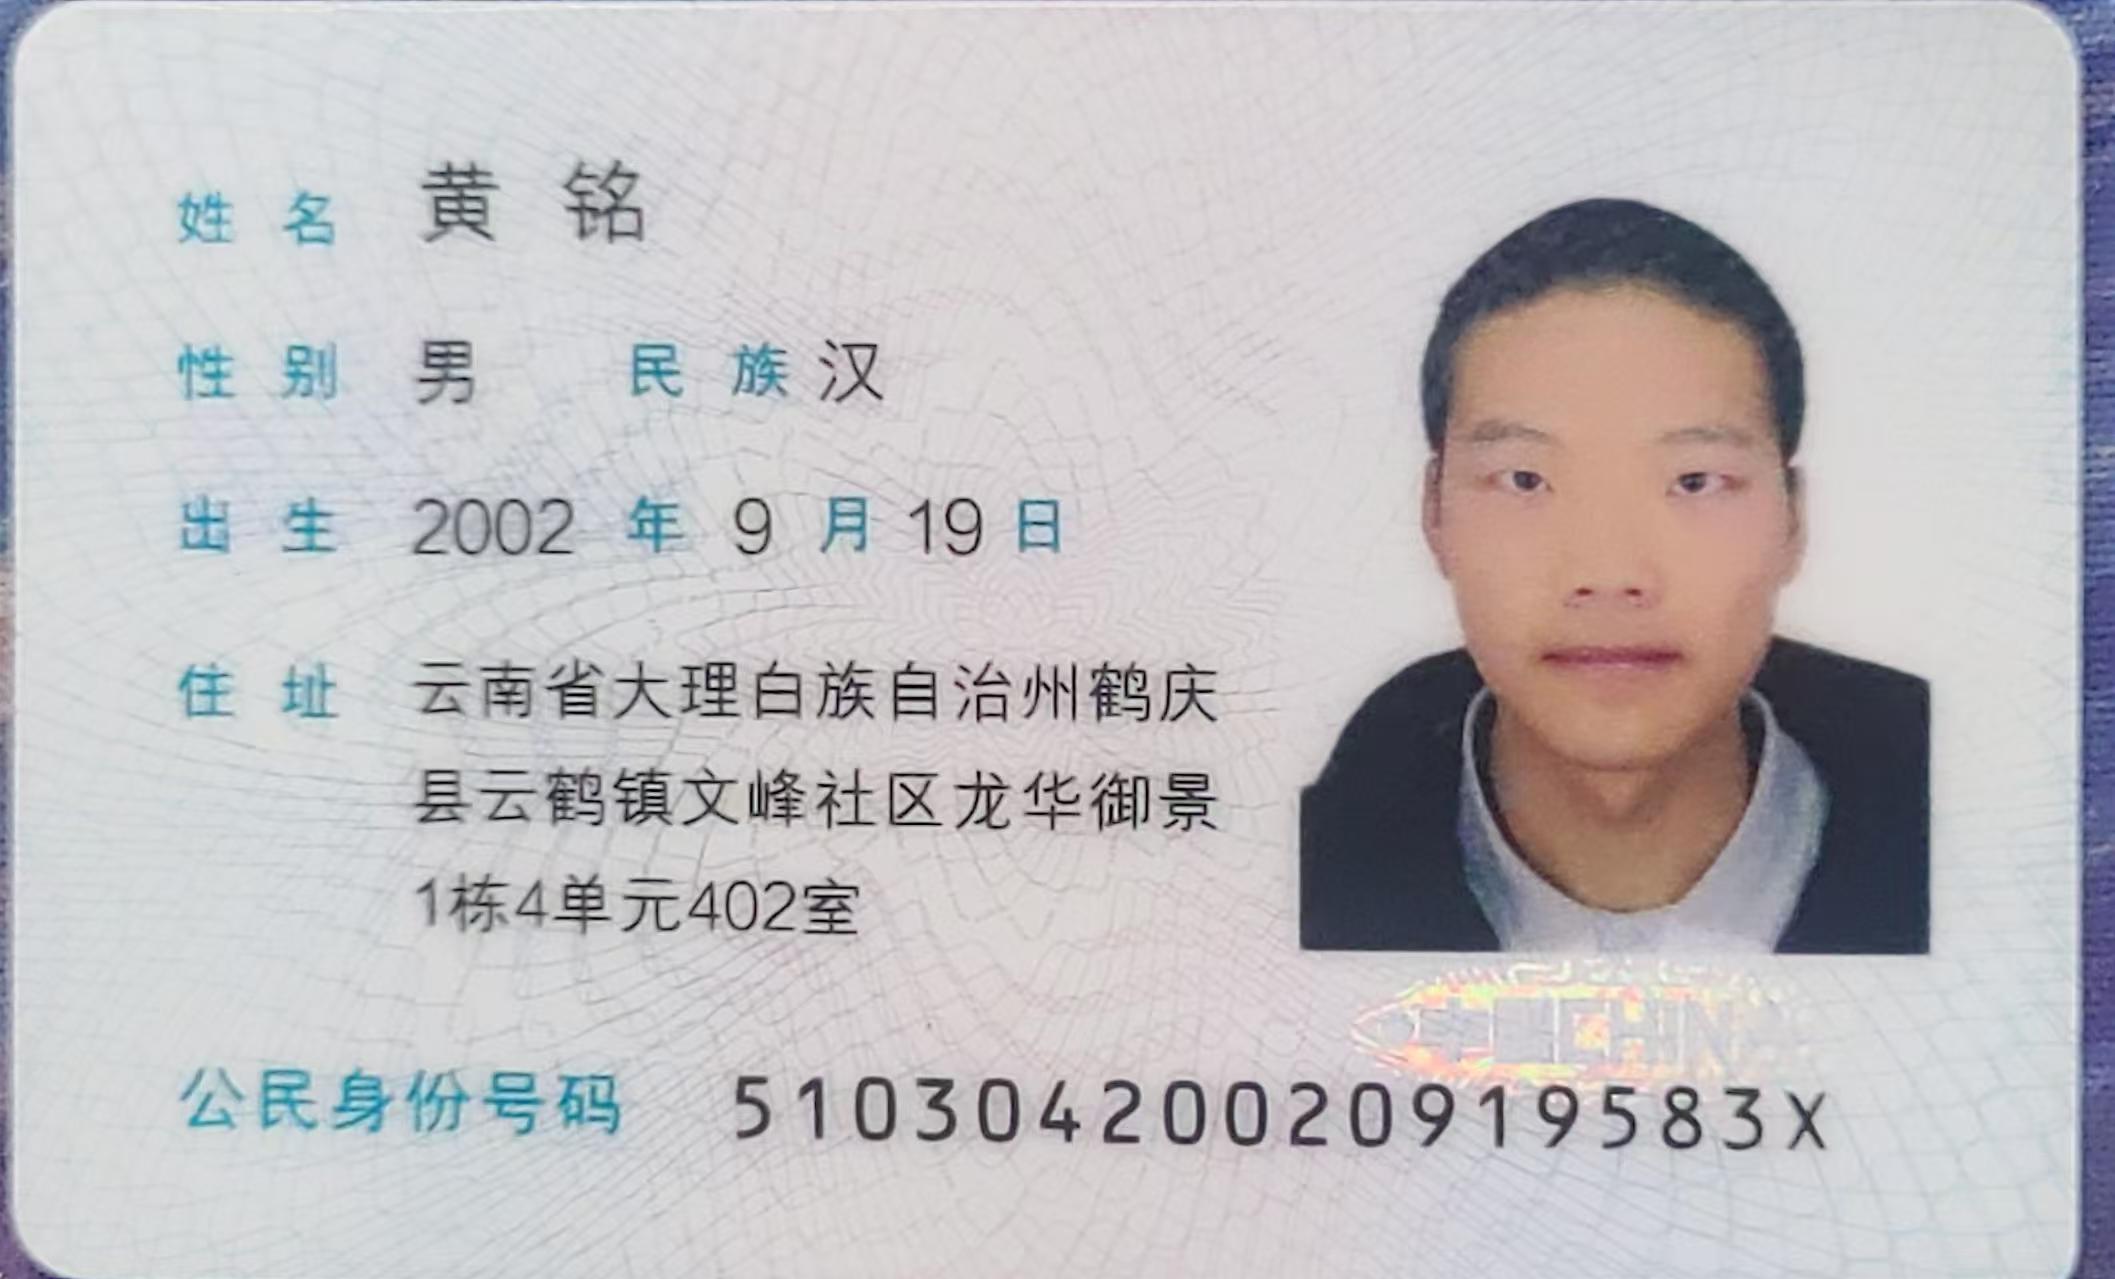 姓名 黄铭
性别 男 民族 汉
出生 2002 年 9 月 19 日
住址 云南省大理白族自治州鹤庆
县云鹤镇文峰社区龙华御景
1栋4单元402室
CHIN
公民身份号码 51030420020919583X